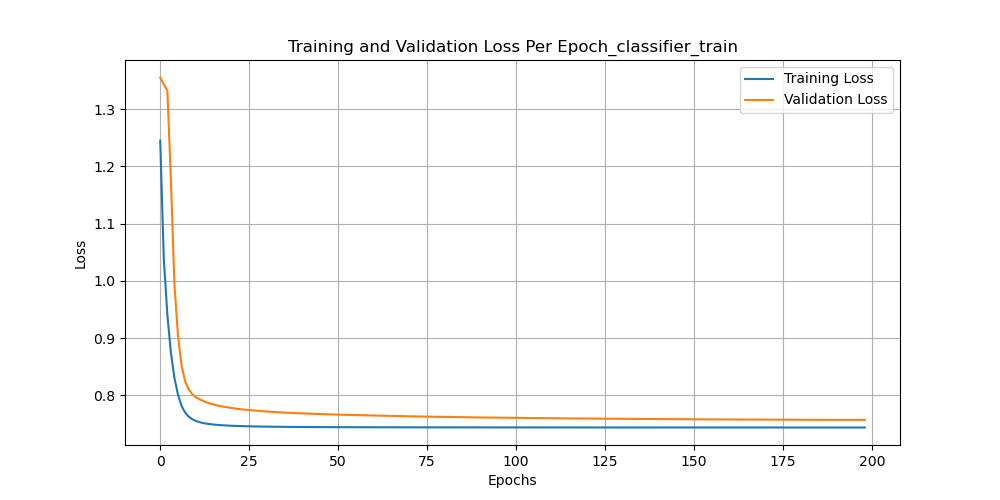 Training and Validation Loss Per Epoch_classifier_train
Training Loss
Validation Loss
1.3
1.2
1.1
1.0
0.9
0.8
Loss
0 25 50 75 100 125 150 175 200
Epochs